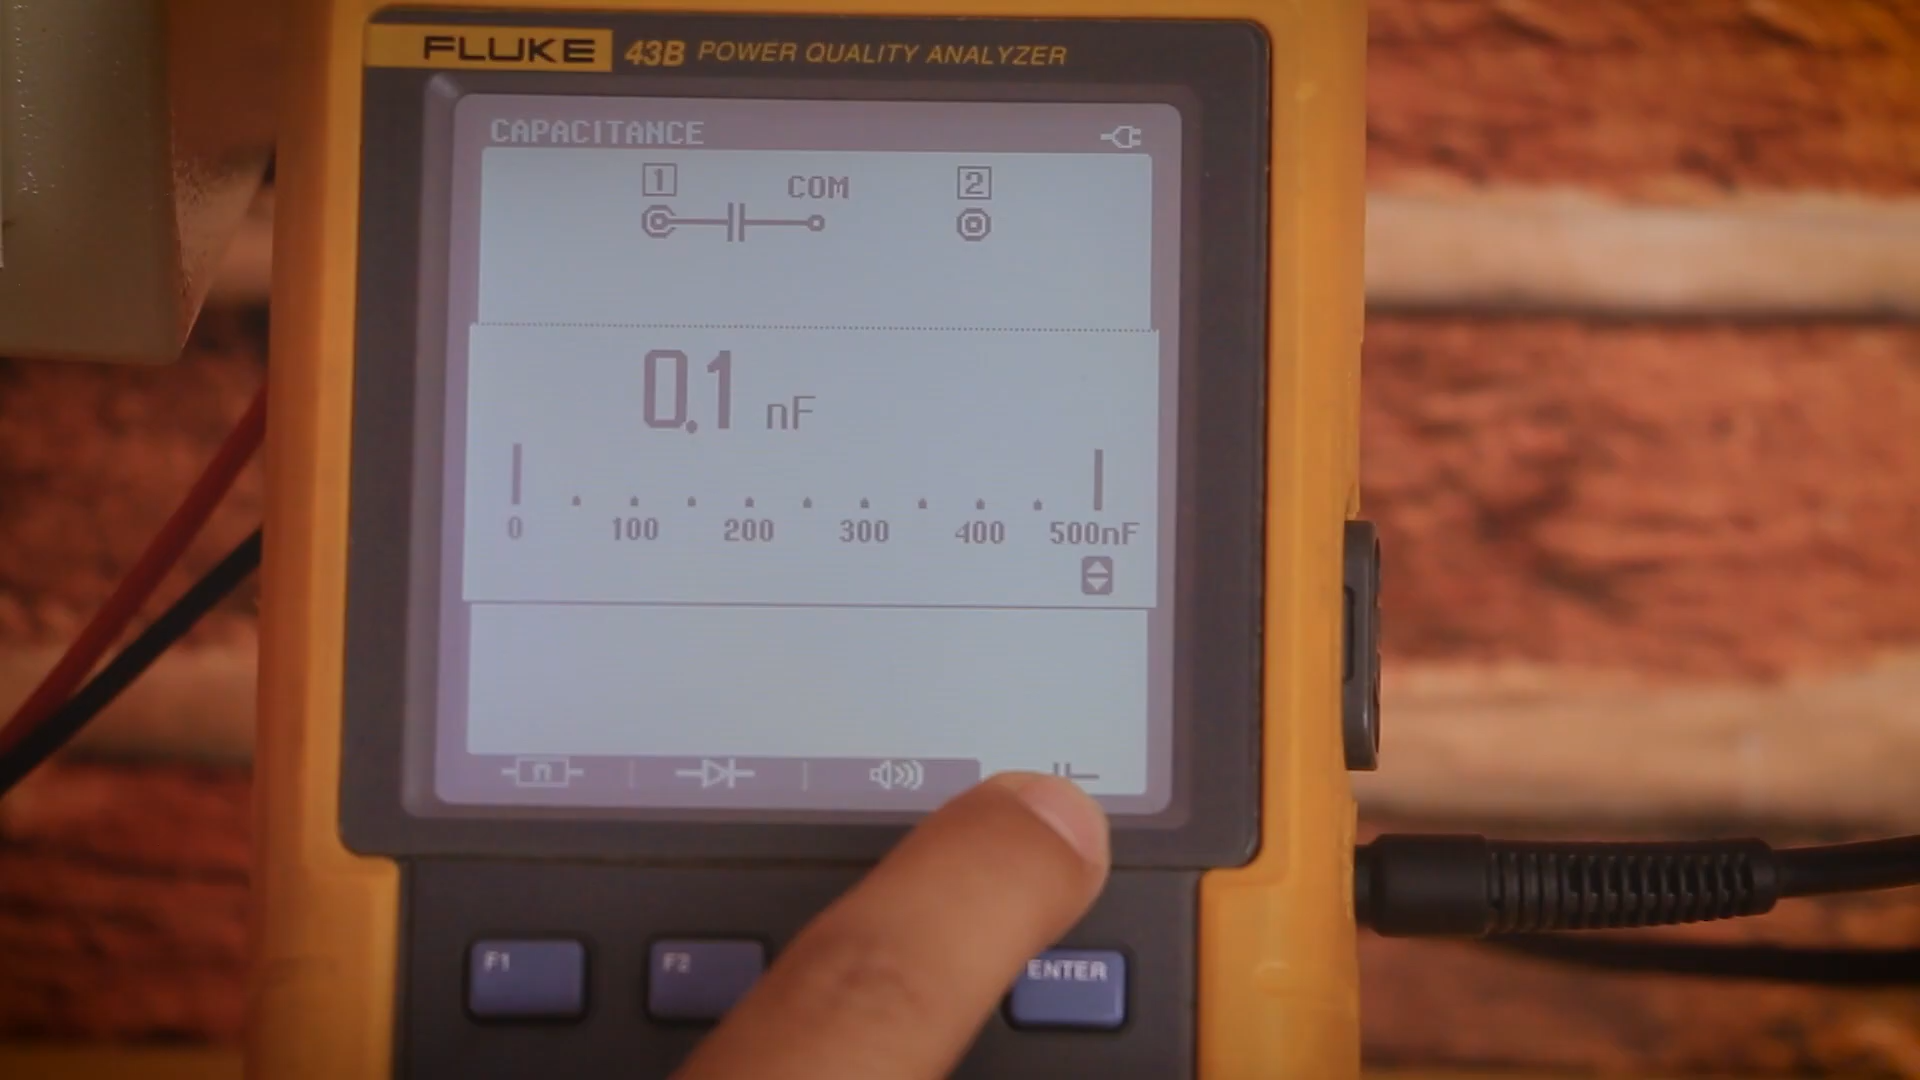 FLUKE 43B POWER QUALITY ANALYZER
CAPACITANCE
1 COM 2
0.1 nF
0 100 200 300 400 500nF
F1 F2 ENTER